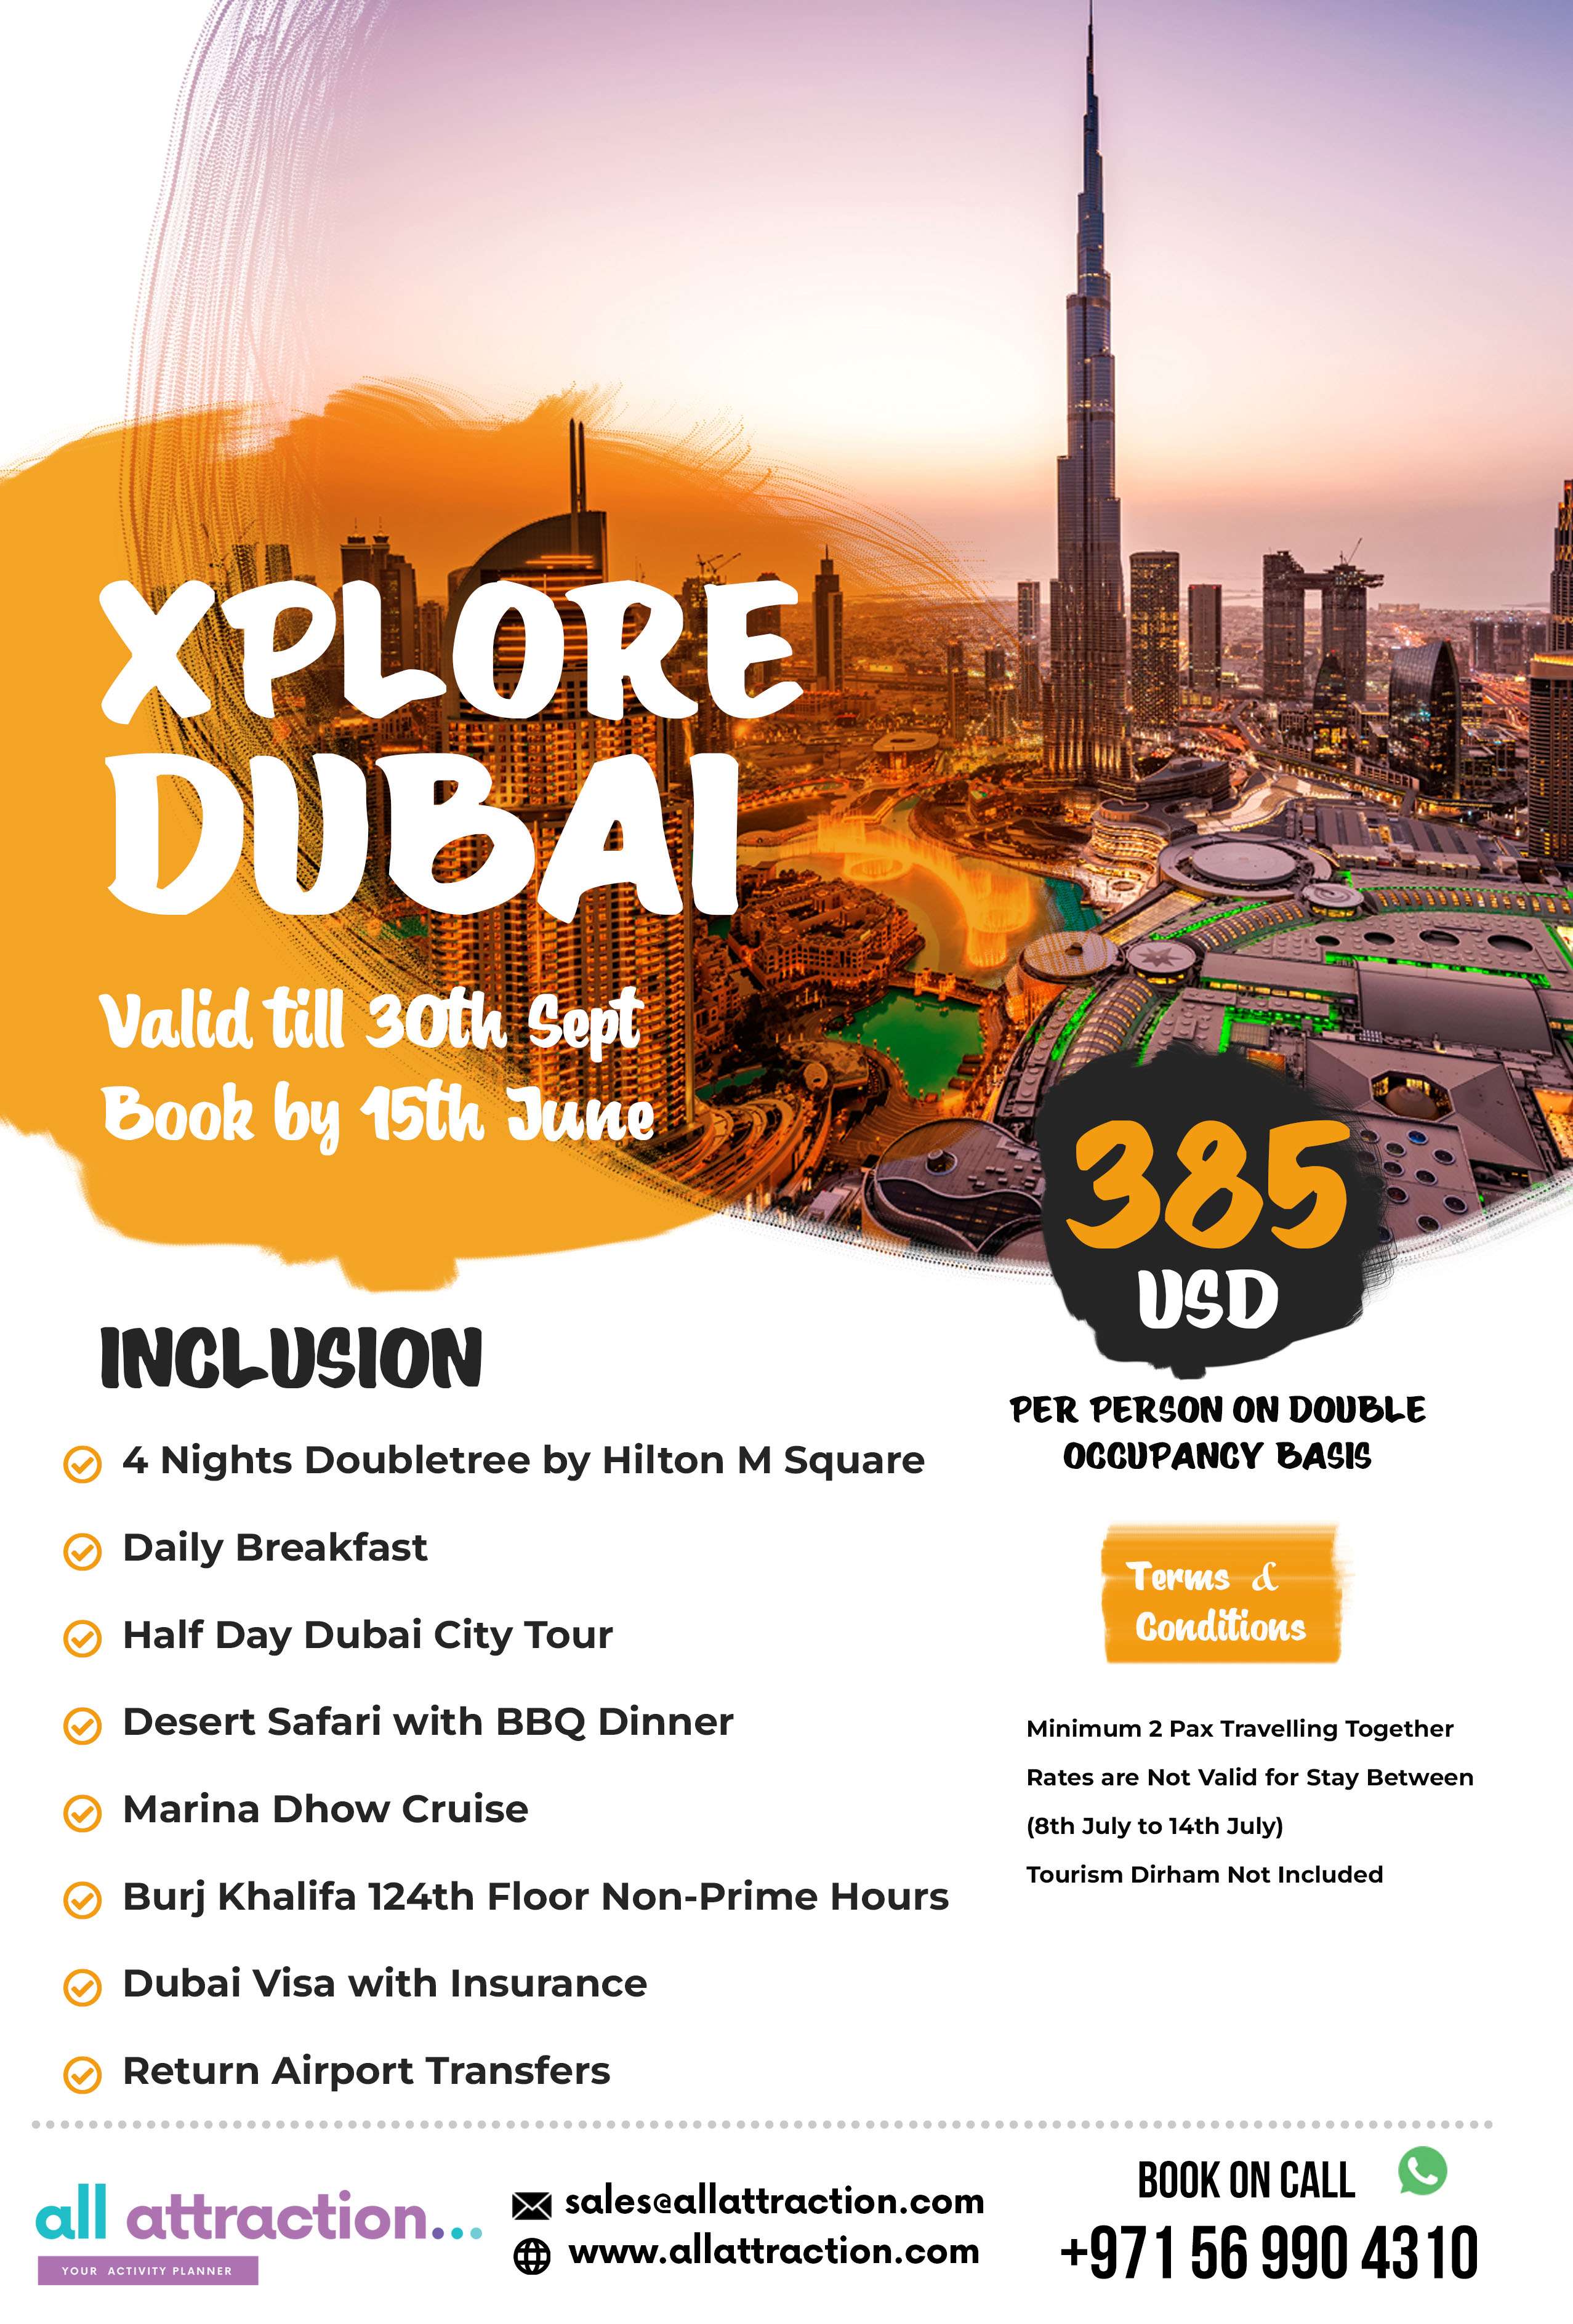 XPLORE
DUBAI
Valid till 30th Sept
Book by 15th June
385
USD
PER PERSON ON DOUBLE
OCCUPANCY BASIS
INCLUSION
4 Nights Doubletree by Hilton M Square
Daily Breakfast
Half Day Dubai City Tour
Desert Safari with BBQ Dinner
Marina Dhow Cruise
Burj Khalifa 124th Floor Non-Prime Hours
Dubai Visa with Insurance
Return Airport Transfers
Terms &
Conditions
Minimum 2 Pax Travelling Together
Rates are Not Valid for Stay Between
(8th July to 14th July)
Tourism Dirham Not Included
all attraction...
YOUR ACTIVITY PLANNER
sales@allattraction.com
www.allattraction.com
BOOK ON CALL
+971 56 990 4310